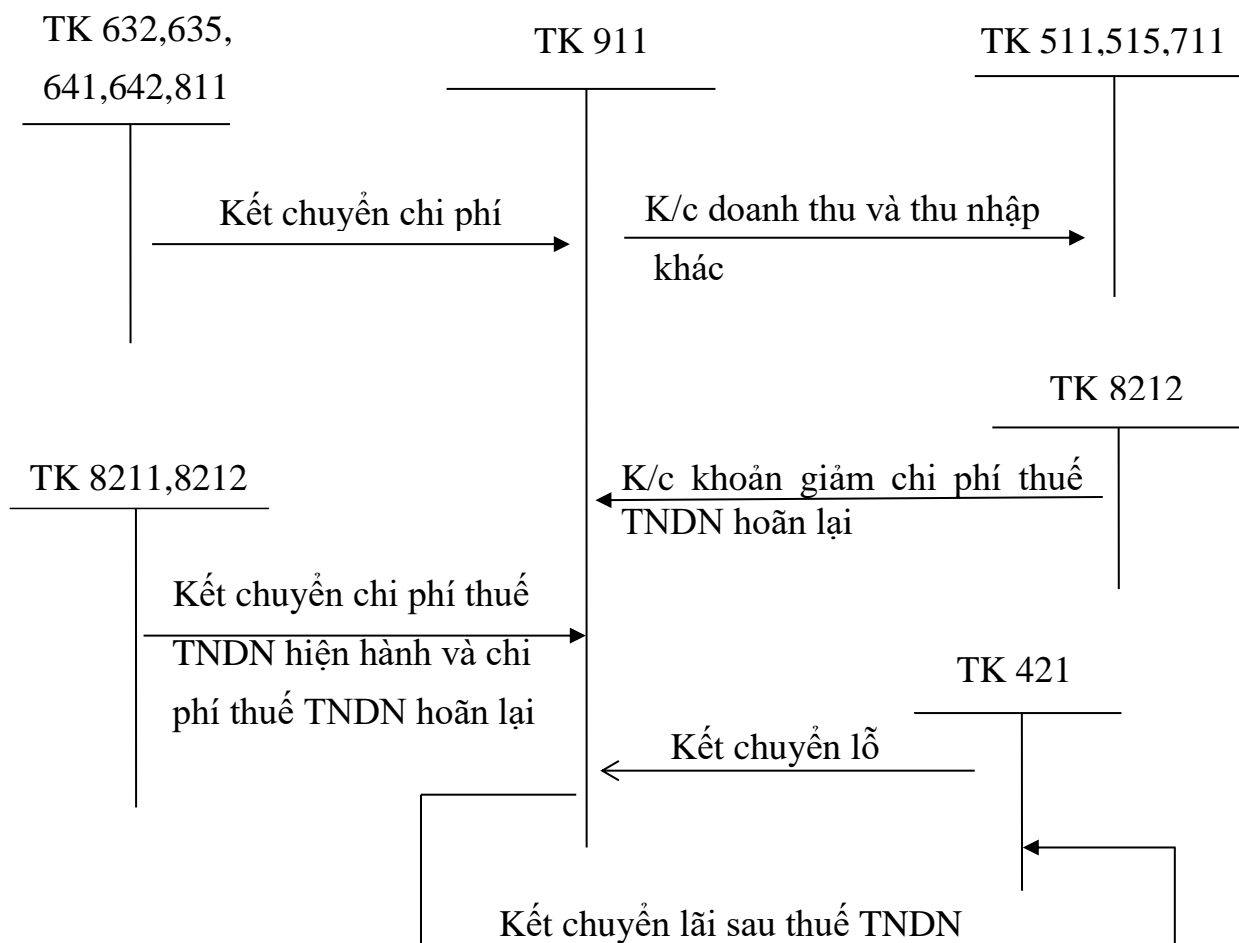 TK 632,635,
641,642,811
TK 911
TK 511,515,711
Kết chuyển chi phí
K/c doanh thu và thu nhập
khác
TK 8212
TK 8211,8212
K/c khoản giảm chi phí thuế
TNDN hoãn lại
Kết chuyển chi phí thuế
TNDN hiện hành và chi
phí thuế TNDN hoãn lại
TK 421
Kết chuyển lỗ
Kết chuyển lãi sau thuế TNDN